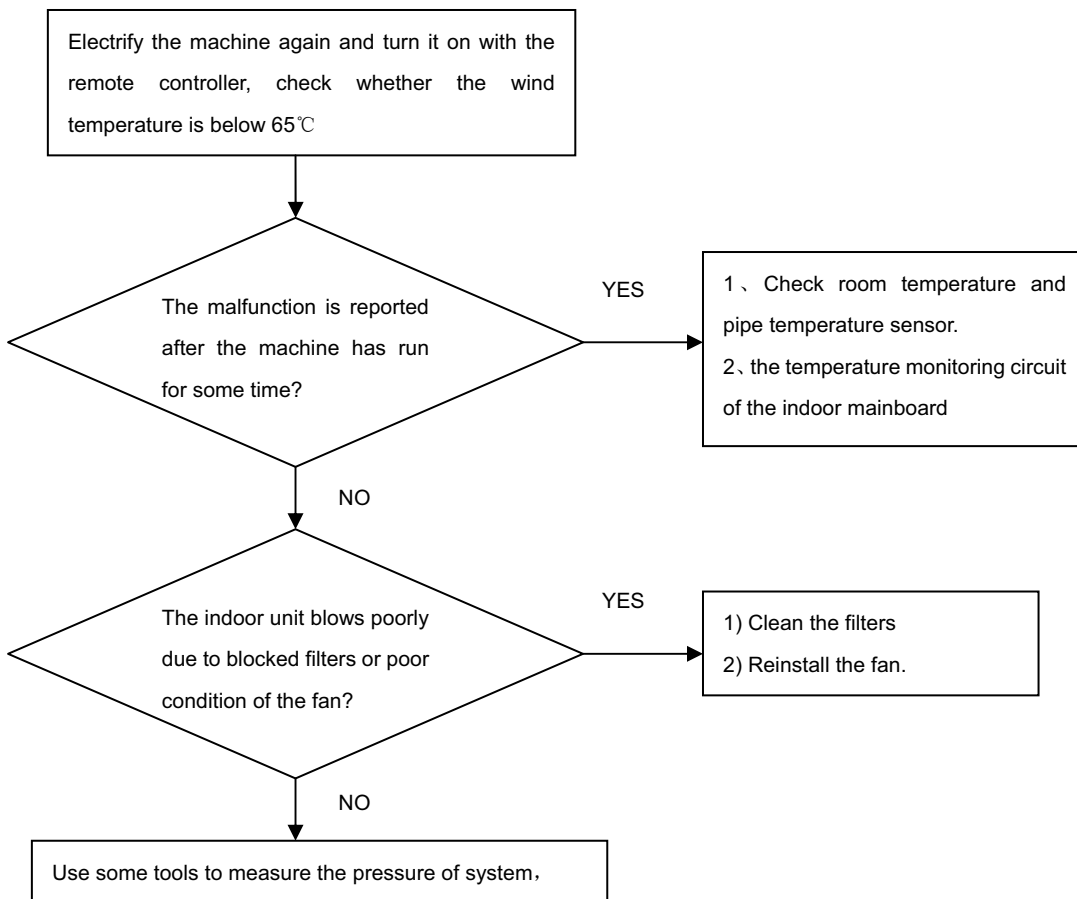 Electrify the machine again and turn it on with the
remote controller, check whether the wind
temperature is below 65℃
The malfunction is reported
after the machine has run
for some time?
YES
1、Check room temperature and
pipe temperature sensor.
2、the temperature monitoring circuit
of the indoor mainboard
NO
The indoor unit blows poorly
due to blocked filters or poor
condition of the fan?
YES
1) Clean the filters
2) Reinstall the fan.
NO
Use some tools to measure the pressure of system，